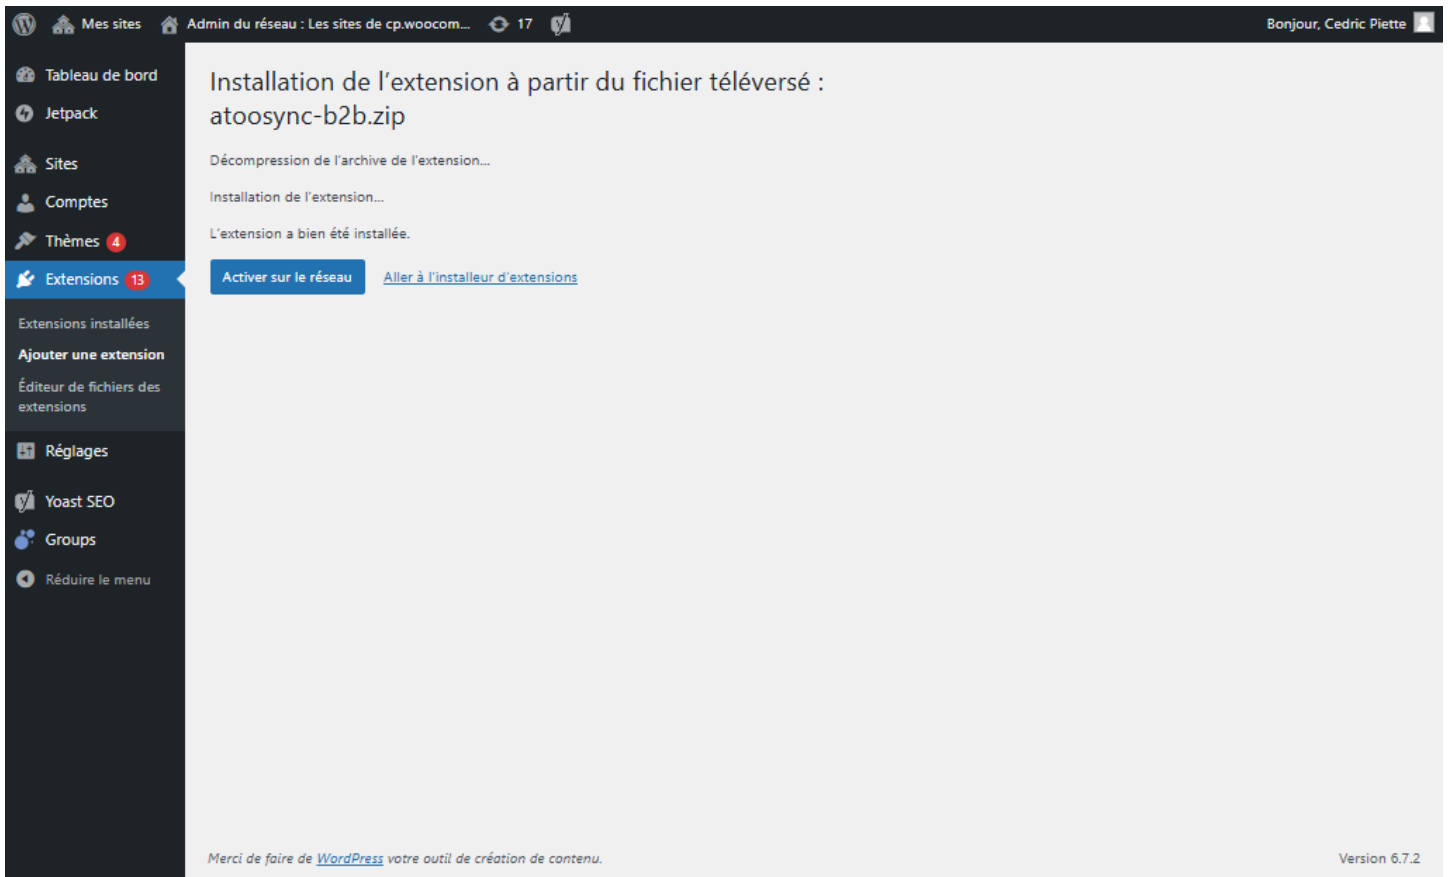 Mes sites
Admin du réseau : Les sites de cp.woocom...
17
Bonjour, Cedric Piette
Tableau de bord
Jetpack
Sites
Comptes
Thèmes 4
Extensions 13
Extensions installées
Ajouter une extension
Éditeur de fichiers des
extensions
Réglages
Yoast SEO
Groups
Réduire le menu
Installation de l’extension à partir du fichier téléversé :
atoosync-b2b.zip
Décompression de l’archive de l’extension…
Installation de l’extension…
L’extension a bien été installée.
Activer sur le réseau
Aller à l’installeur d’extensions
Merci de faire de WordPress votre outil de création de contenu.
Version 6.7.2